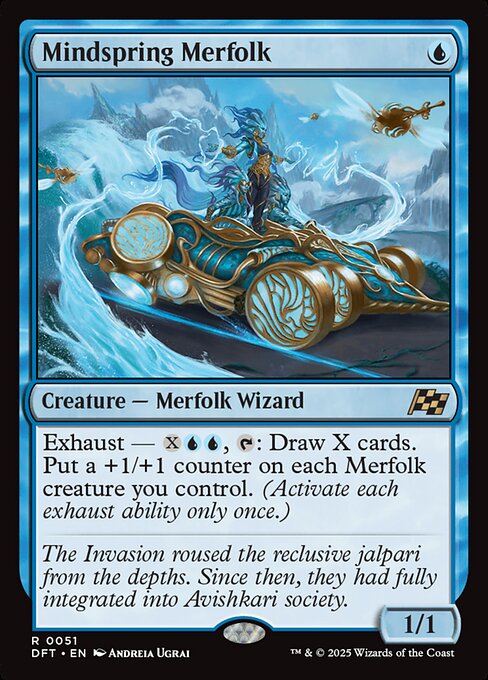 Mindspring Merfolk
Creature — Merfolk Wizard
Exhaust — X, : Draw X cards.
Put a +1/+1 counter on each Merfolk
creature you control. (Activate each
exhaust ability only once.)
The Invasion roused the reclusive jalpari
from the depths. Since then, they had fully
integrated into Avishkari society.
1/1
R 0051
DFT • EN Andreia Ugrai
™ & © 2025 Wizards of the Coast